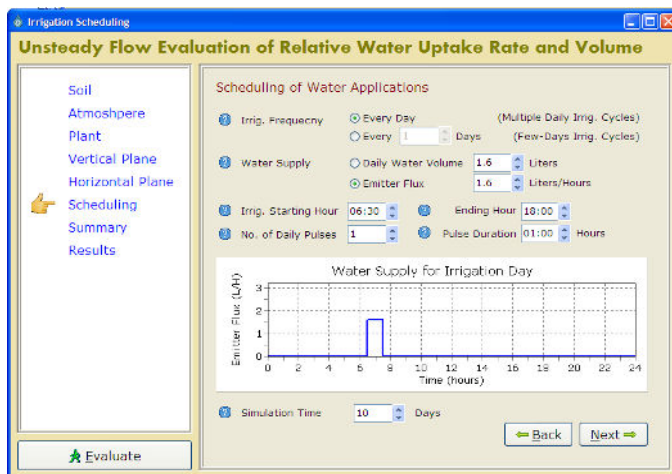 Irrigation Scheduling
Unsteady Flow Evaluation of Relative Water Uptake Rate and Volume
Soil
Atmoshpere
Plant
Vertical Plane
Horizontal Plane
Scheduling
Summary
Results
Evaluate
Scheduling of Water Applications
Irrig. Frequecny Every Day (Multiple Daily Irrig. Cycles)
Every 1 Days (Few-Days Irrig. Cycles)
Water Supply Daily Water Volume 1.6 Liters
Emitter Flux 1.6 Liters/Hours
Irrig. Starting Hour 06:30 Ending Hour 18:00
No. of Daily Pulses 1 Pulse Duration 01:00 Hours
Water Supply for Irrigation Day
Emitter Flux (L/H)
3
2
1
0
0 2 4 6 8 10 12 14 16 18 20 22 24
Time (hours)
Simulation Time 10 Days
Back Next